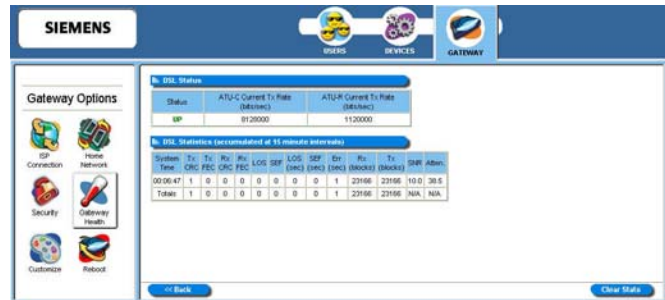 SIEMENS
USERS
DEVICES
GATEWAY
Gateway Options
ISP Connection
Home Network
Security
Gateway Health
Customize
Reboot
DSL Status
Status ATU-C Current Tx Rate (bits/sec) ATU-R Current Tx Rate (bits/sec)
UP 8120000 1120000
DSL Statistics (accumulated at 15 minute intervals)
System Time Tx CRC Tx FEC Rx CRC Rx FEC LOS SEF LOS (sec) SEF (sec) Err (sec) Rx (blocks) Tx (blocks) SNR Atten.
00:06:47 1 0 0 0 0 0 0 0 1 23166 23166 10.0 38.5
Totals 1 0 0 0 0 0 0 0 1 23166 23166 N/A N/A
<< Back
Clear Stats